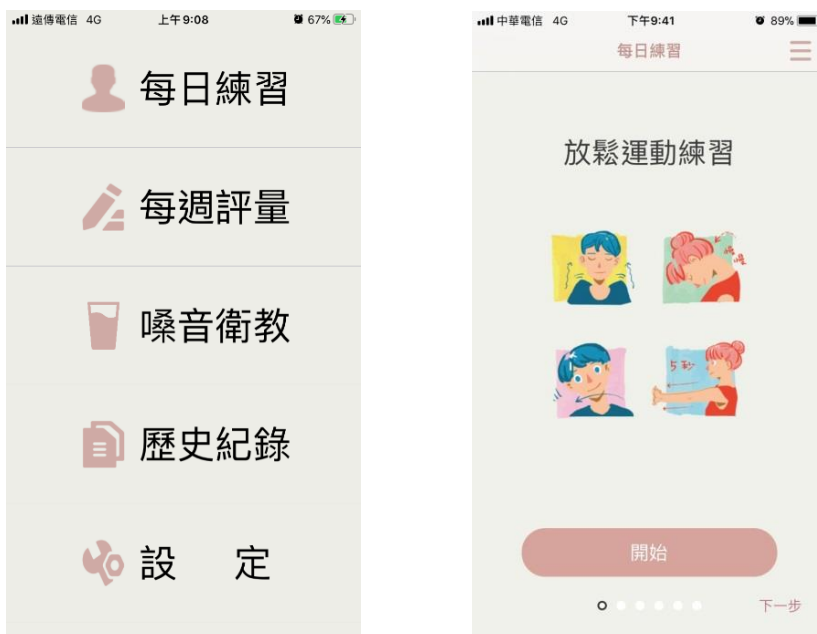 遠傳電信 4G 上午9:08 67%
每日練習
每週評量
嗓音衛教
歷史紀錄
設 定
中華電信 4G 下午9:41 89%
每日練習
放鬆運動練習
5秒
開始
下一步